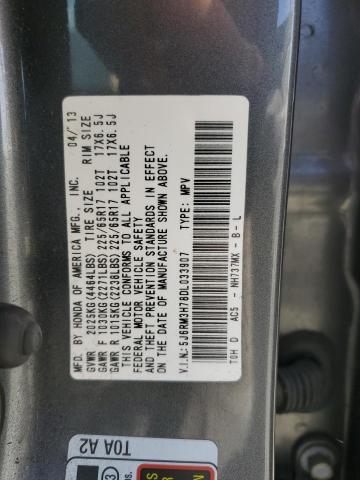 MFD. BY HONDA OF AMERICA MFG., INC. 04/'13
GVWR 2025KG(4464LBS) TIRE SIZE RIM SIZE
GAWR F 1030KG(2271LBS) 225/65R17 102T 17X6.5J
GAWR R 1015KG(2238LBS) 225/65R17 102T 17X6.5J
THIS VEHICLE CONFORMS TO ALL APPLICABLE
FEDERAL MOTOR VEHICLE SAFETY
AND THEFT PREVENTION STANDARDS IN EFFECT
ON THE DATE OF MANUFACTURE SHOWN ABOVE.
V.I.N.:5J6RM3H78DL033907 TYPE: MPV
T0H D AC5 - NH737MX - B - L
T0A A2